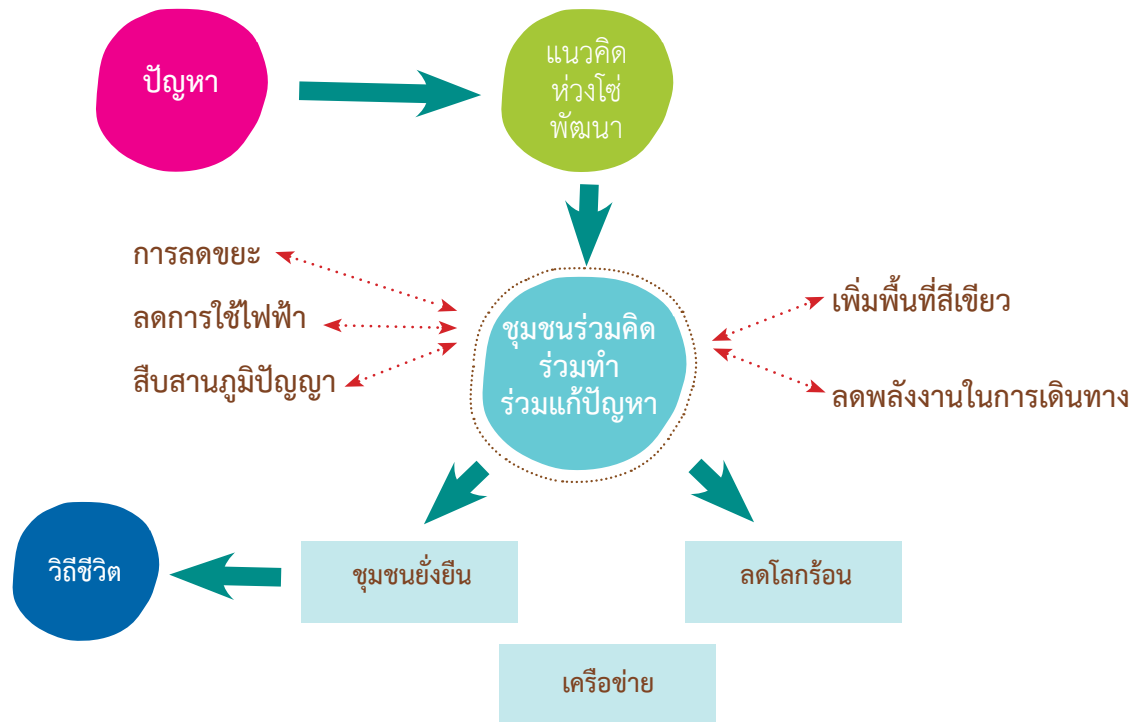 ปัญหา
แนวคิด
ห่วงโซ่
พัฒนา
การลดขยะ
ลดการใช้ไฟฟ้า
สืบสานภูมิปัญญา
ชุมชนร่วมคิด
ร่วมทำ
ร่วมแก้ปัญหา
เพิ่มพื้นที่สีเขียว
ลดพลังงานในการเดินทาง
วิถีชีวิต
ชุมชนยั่งยืน
ลดโลกร้อน
เครือข่าย